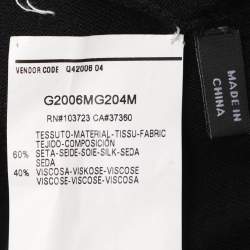 VENDOR CODE Q42006 04
G2006MG204M
RN#103723 CA#37360
TESSUTO-MATERIAL-TISSU-FABRIC
TEJIDO-COMPOSIÇÃO
60% SETA-SEIDE-SOIE-SILK-SEDA
SEDA
40% VISCOSA-VISKOSE-VISCOSE
VISCOSE-VISCOSE-VISCOSA
MADE IN
CHINA